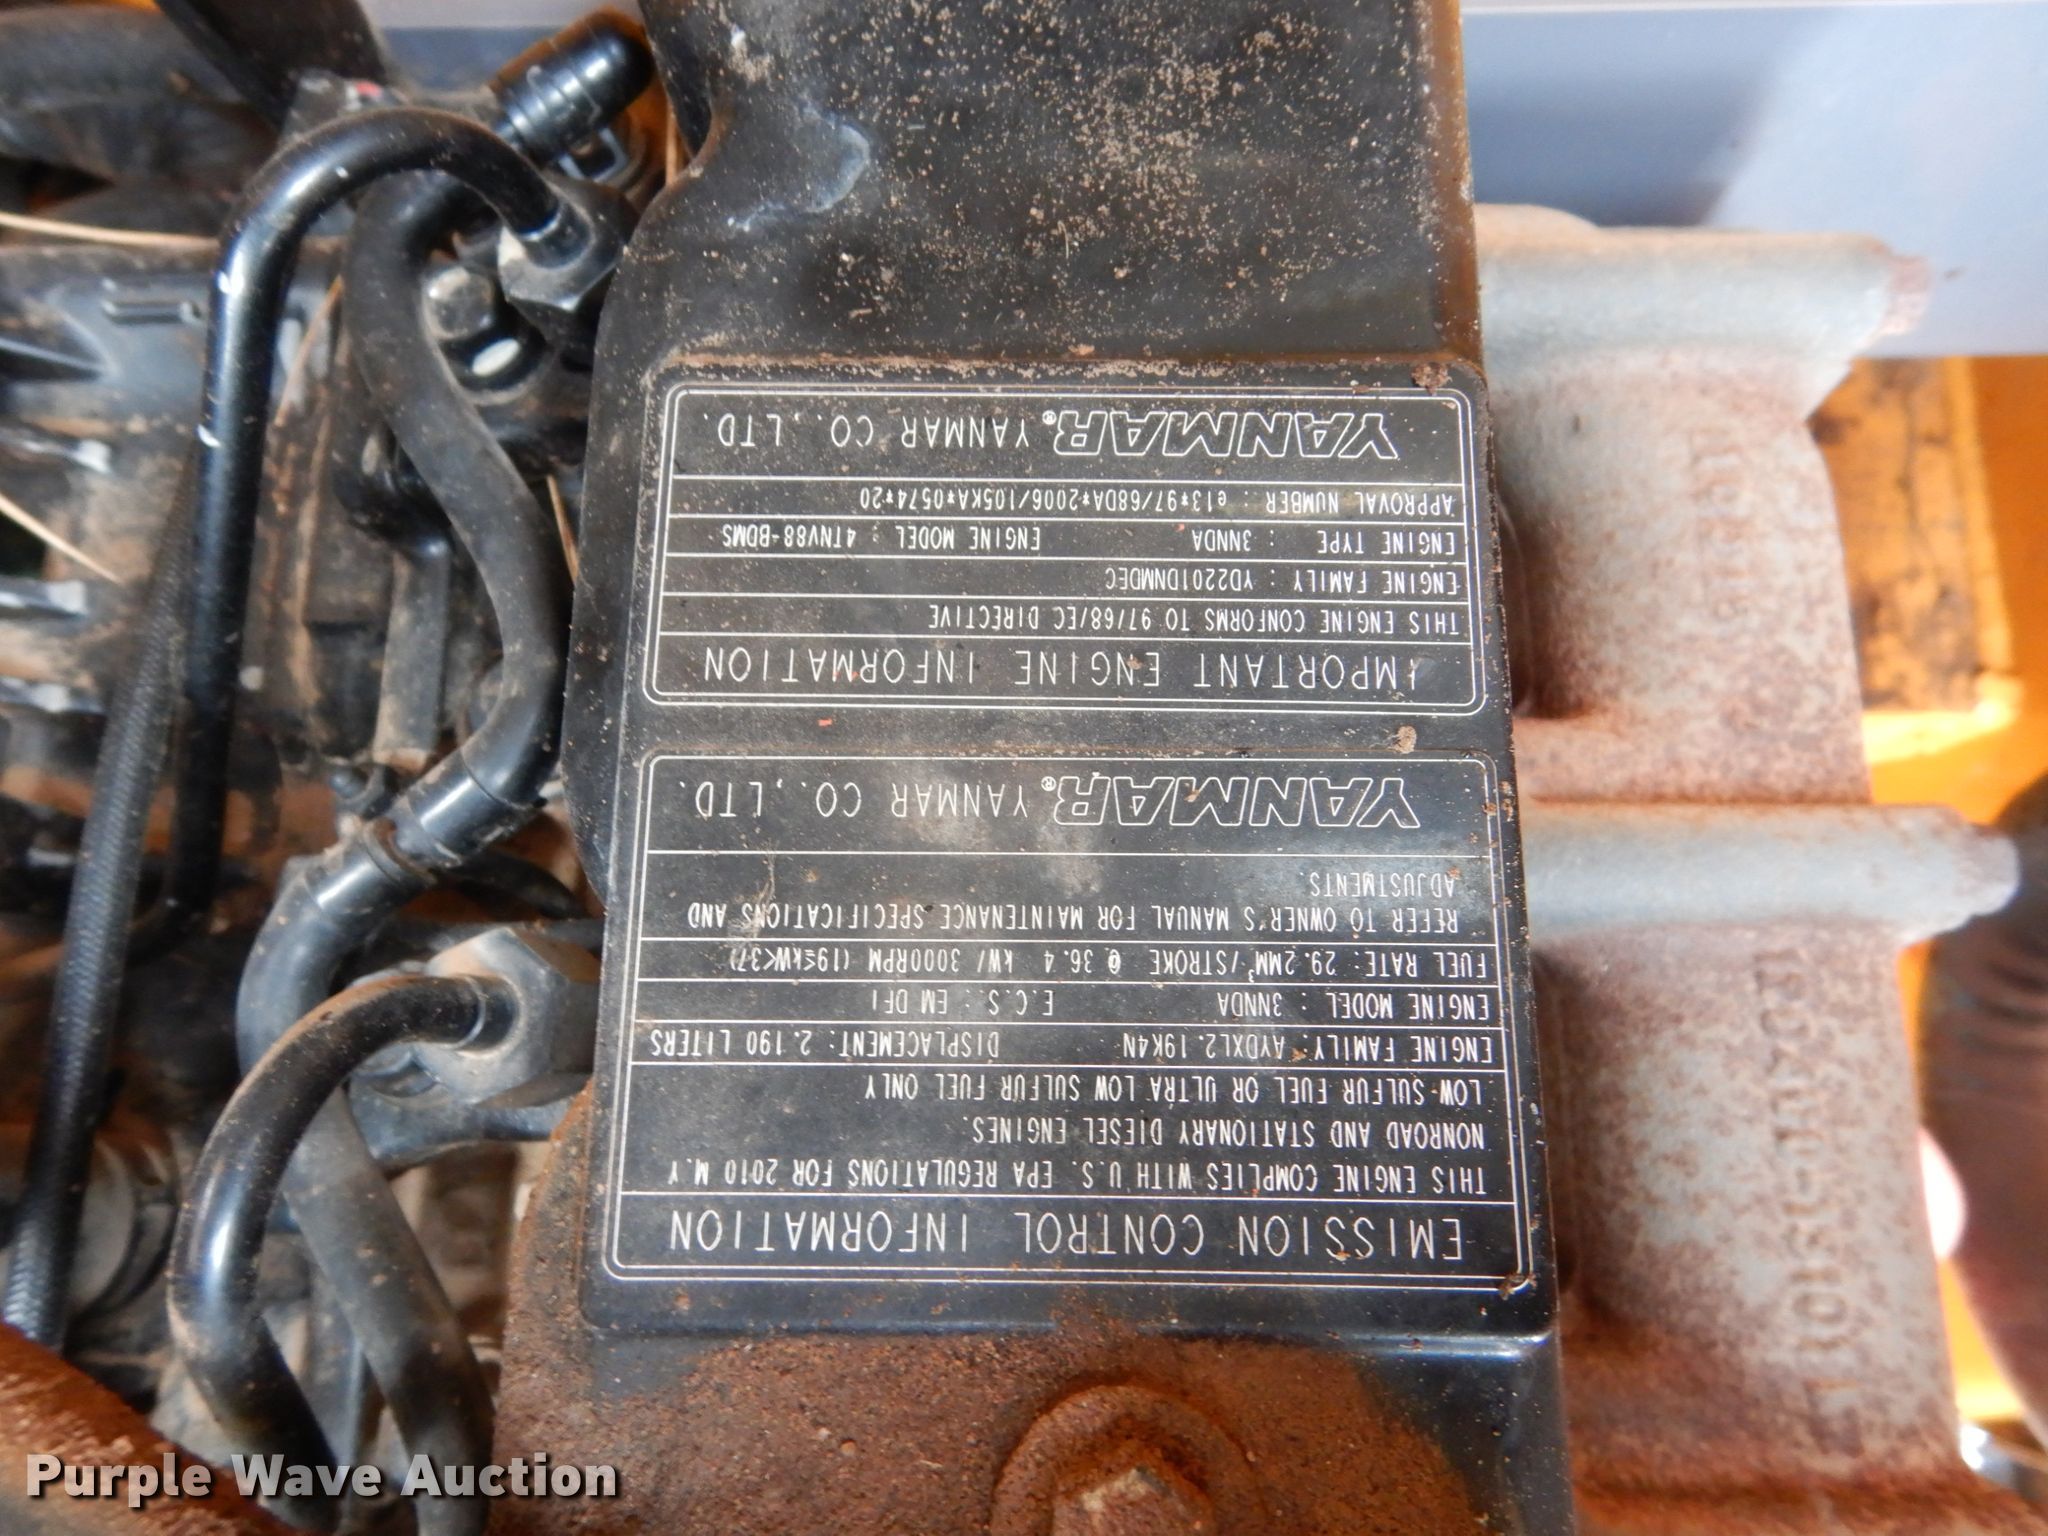 EMISSION CONTROL INFORMATION
THIS ENGINE COMPLIES WITH U.S. EPA REGULATIONS FOR 2010 M.Y
NONROAD AND STATIONARY DIESEL ENGINES.
LOW-SULFUR FUEL OR ULTRA LOW SULFUR FUEL ONLY
ENGINE FAMILY: AYDXL2.19K4N DISPLACEMENT: 2.190 LITERS
ENGINE MODEL : 3NNDA E.C.S : EM DFI
FUEL RATE: 29.2MM³/STROKE @ 36.4 kW/ 3000RPM (19≦kW<37)
REFER TO OWNER'S MANUAL FOR MAINTENANCE SPECIFICATIONS AND
ADJUSTMENTS.
YANMAR® YANMAR CO.,LTD.
IMPORTANT ENGINE INFORMATION
THIS ENGINE CONFORMS TO 97/68/EC DIRECTIVE
ENGINE FAMILY : YD2201DNMDEC
ENGINE TYPE : 3NNDA ENGINE MODEL : 4TNV88-BDMS
APPROVAL NUMBER : e13*97/68DA*2006/105KA*0574*20
YANMAR® YANMAR CO.,LTD.
Purple Wave Auction